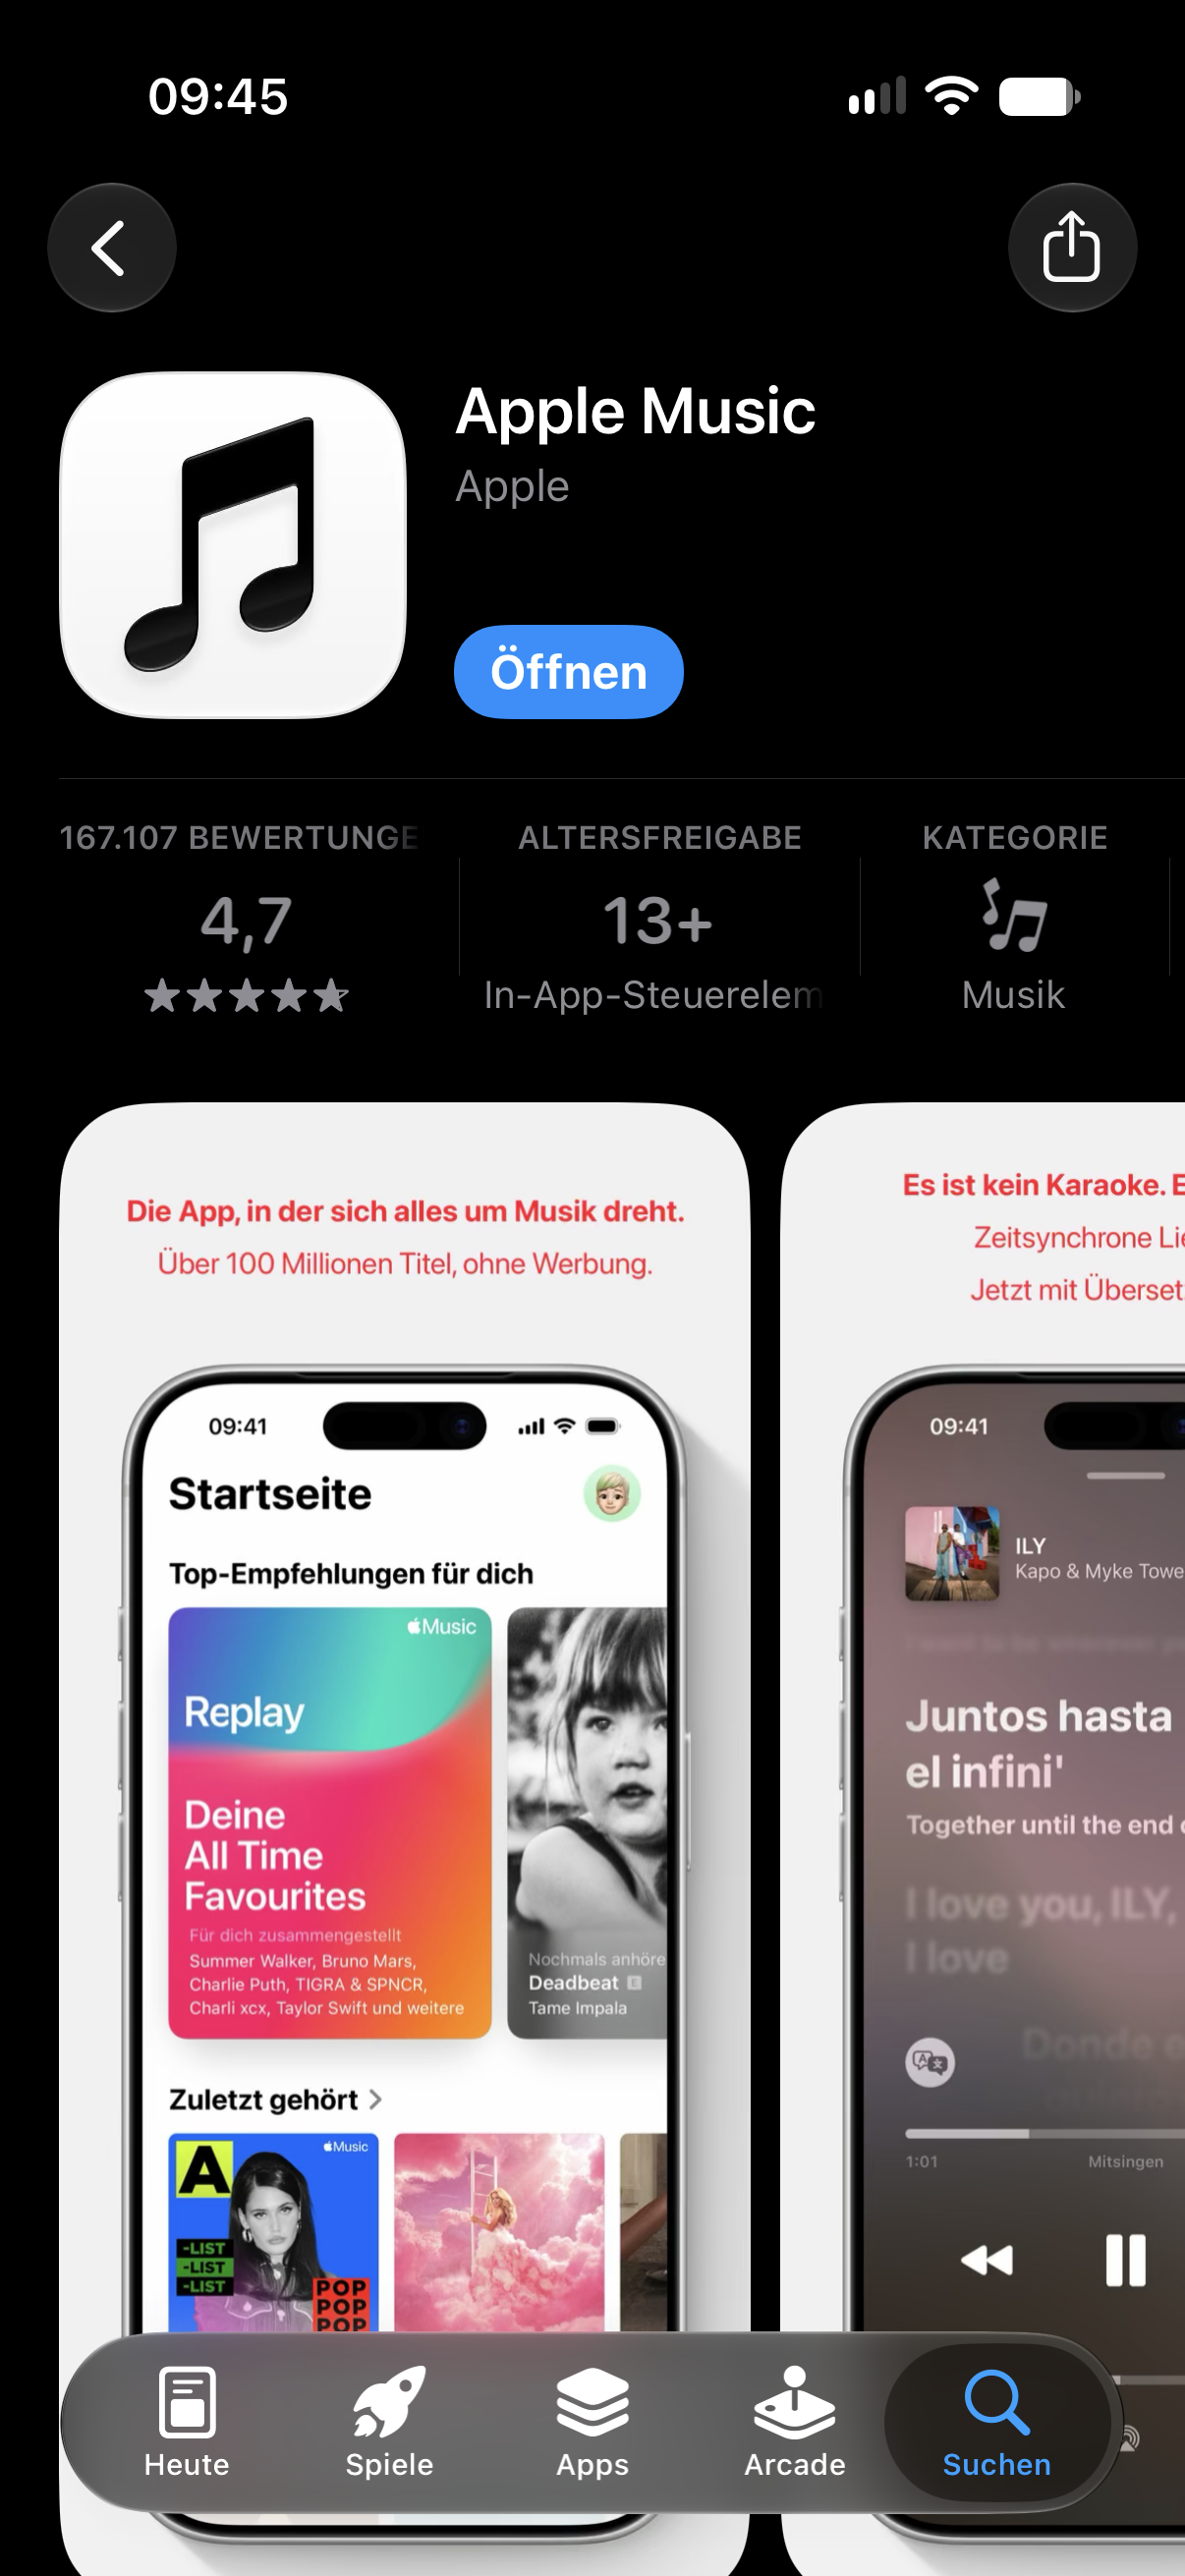 09:45
Apple Music
Apple
Öffnen
167.107 BEWERTUNGE
4,7
ALTERSFREIGABE
13+
In-App-Steuerelem
KATEGORIE
Musik
Die App, in der sich alles um Musik dreht.
Über 100 Millionen Titel, ohne Werbung.
09:41
Startseite
Top-Empfehlungen für dich
Music
Replay
Deine
All Time
Favourites
Für dich zusammengestellt
Summer Walker, Bruno Mars,
Charlie Puth, TIGRA & SPNCR,
Charli xcx, Taylor Swift und weitere
Nochmals anhöre
Deadbeat E
Tame Impala
Zuletzt gehört
Music
A
-LIST
-LIST
-LIST
POP
POP
POP
Es ist kein Karaoke. E
Zeitsynchrone Lie
Jetzt mit Überset
09:41
ILY
Kapo & Myke Towe
Juntos hasta
el infini'
Together until the end
I love you, ILY,
I love
Donde e
1:01
Mitsingen
Heute
Spiele
Apps
Arcade
Suchen